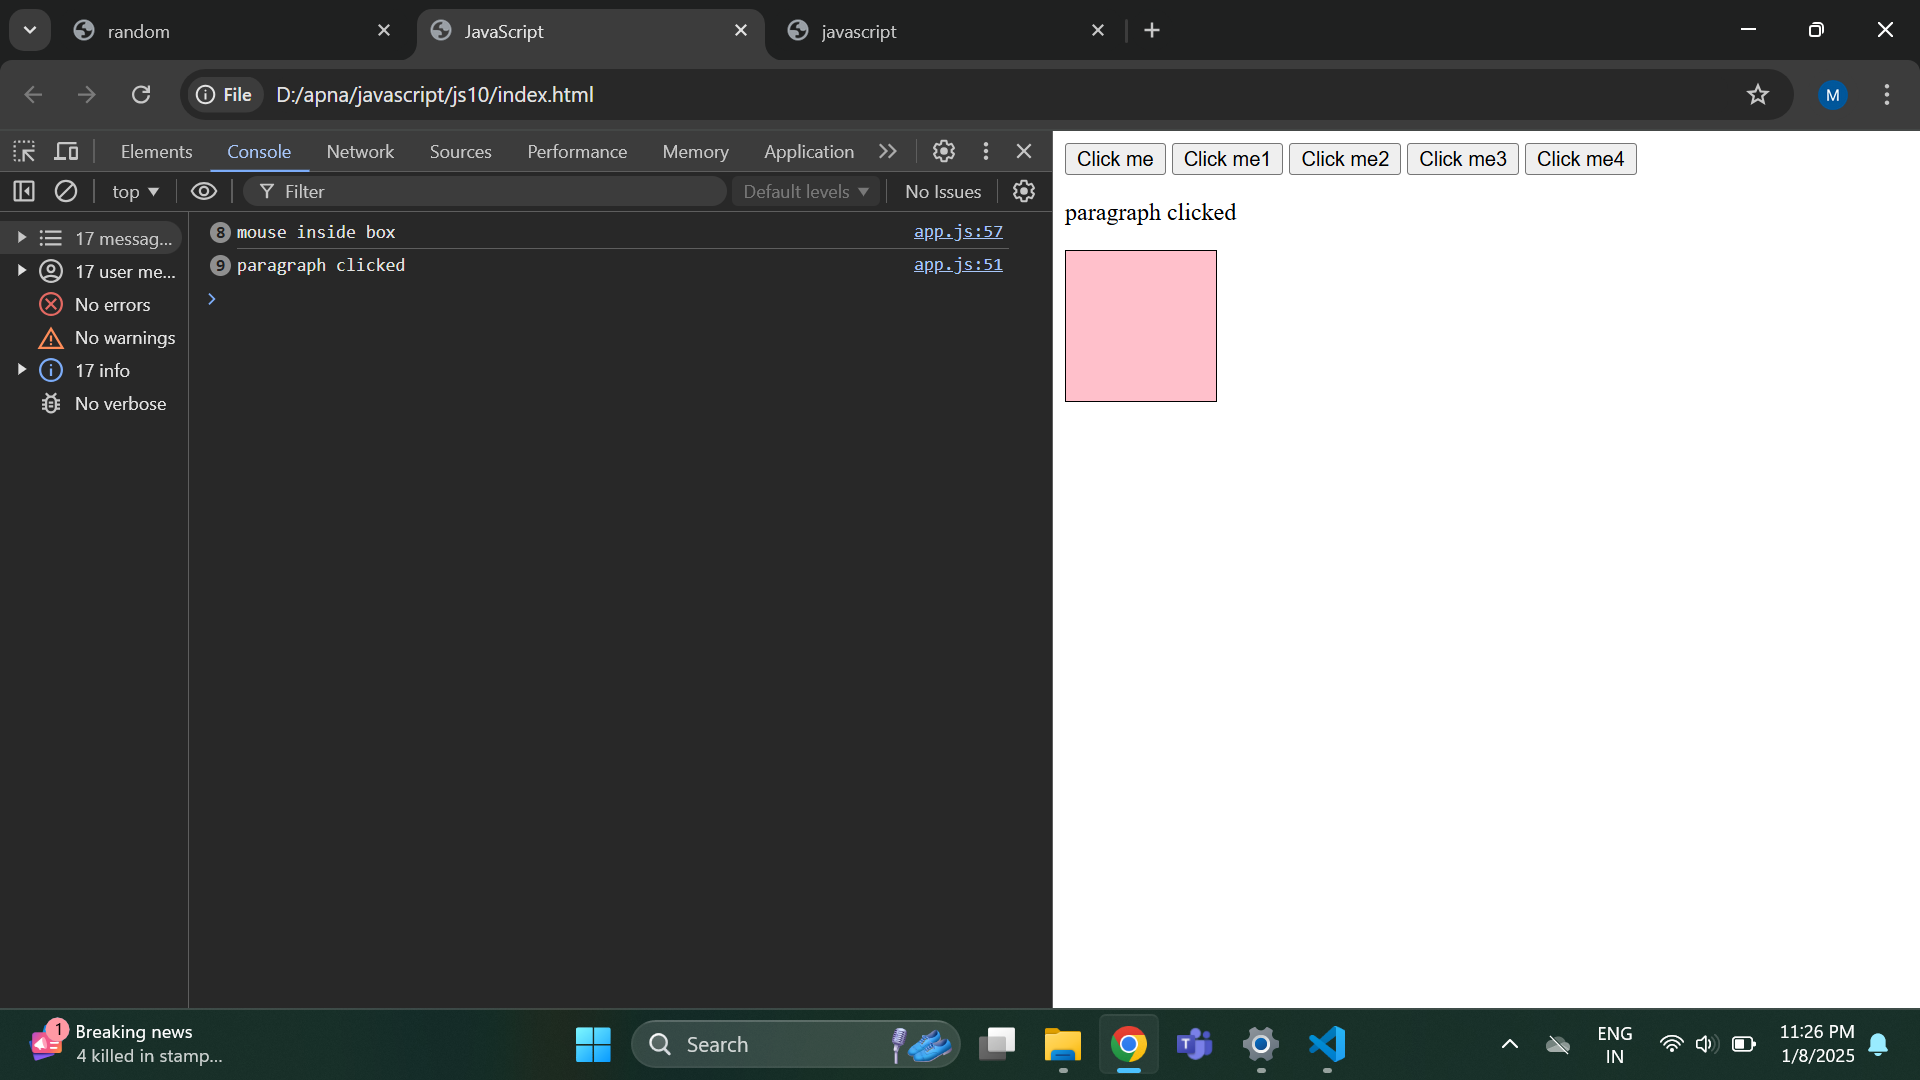 random
JavaScript
javascript
File D:/apna/javascript/js10/index.html
M
Elements Console Network Sources Performance Memory Application
top Filter Default levels No Issues
17 messag...
17 user me...
No errors
No warnings
17 info
No verbose
8 mouse inside box app.js:57
9 paragraph clicked app.js:51
Click me Click me1 Click me2 Click me3 Click me4
paragraph clicked
1
Breaking news
4 killed in stamp...
Search
T
ENG
IN
11:26 PM
1/8/2025